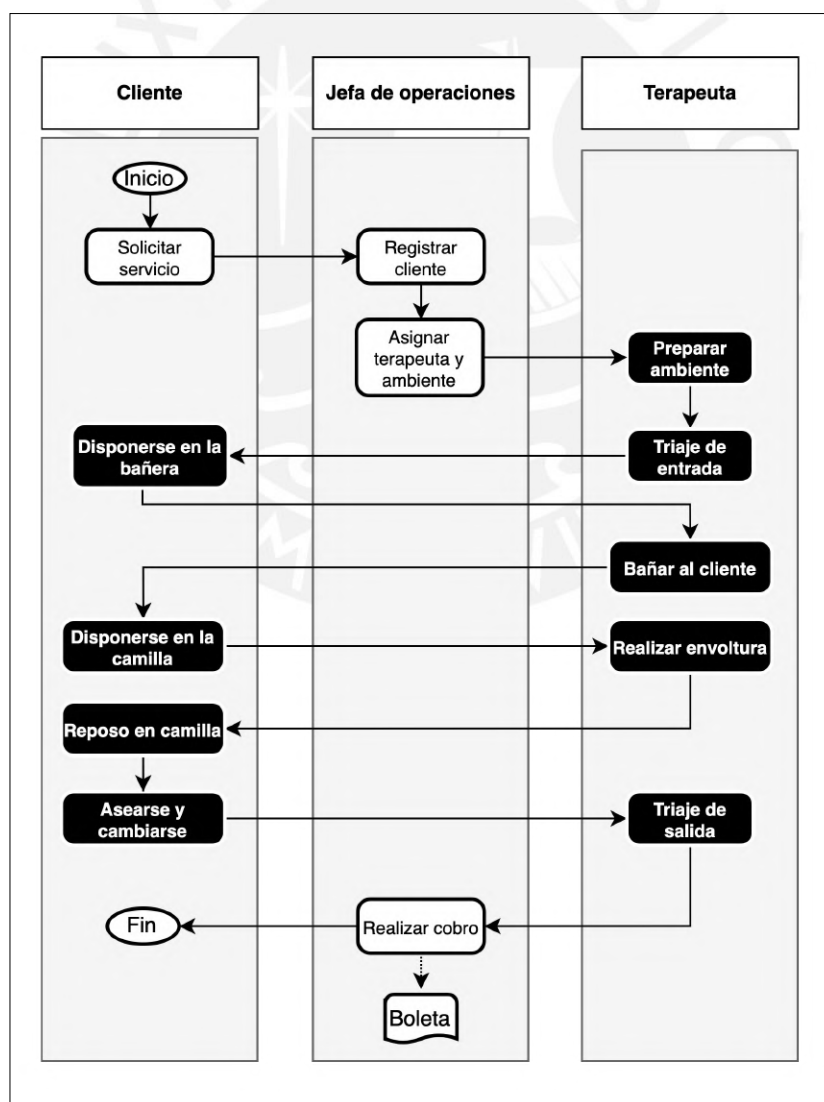 Cliente
Jefa de operaciones
Terapeuta
Inicio
Solicitar
servicio
Registrar
cliente
Asignar
terapeuta y
ambiente
Preparar
ambiente
Triaje de
entrada
Disponerse en la
bañera
Bañar al cliente
Disponerse en la
camilla
Realizar envoltura
Reposo en camilla
Asearse y
cambiarse
Triaje de
salida
Realizar cobro
Fin
Boleta